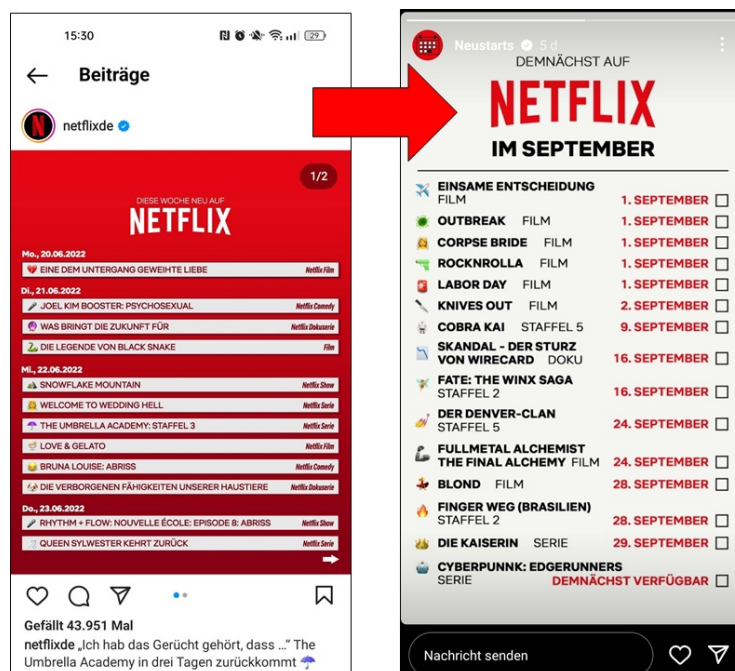 15:30
29
Beiträge
netflixde
1/2
DIESE WOCHE NEU AUF
NETFLIX
Mo., 20.06.2022
EINE DEM UNTERGANG GEWEIHTE LIEBE Netflix Film
Di., 21.06.2022
JOEL KIM BOOSTER: PSYCHOSEXUAL Netflix Comedy
WAS BRINGT DIE ZUKUNFT FÜR Netflix Dokuserie
DIE LEGENDE VON BLACK SNAKE Film
Mi., 22.06.2022
SNOWFLAKE MOUNTAIN Netflix Show
WELCOME TO WEDDING HELL Netflix Serie
THE UMBRELLA ACADEMY: STAFFEL 3 Netflix Serie
LOVE & GELATO Netflix Film
BRUNA LOUISE: ABRISS Netflix Comedy
DIE VERBORGENEN FÄHIGKEITEN UNSERER HAUSTIERE Netflix Dokuserie
Do., 23.06.2022
RHYTHM + FLOW: NOUVELLE ÉCOLE: EPISODE 8: ABRISS Netflix Show
QUEEN SYLWESTER KEHRT ZURÜCK Netflix Serie
Gefällt 43.951 Mal
netflixde „Ich hab das Gerücht gehört, dass ...“ The
Umbrella Academy in drei Tagen zurückkommt
Neustarts 5 d
DEMNÄCHST AUF
NETFLIX
IM SEPTEMBER
EINSAME ENTSCHEIDUNG
FILM 1. SEPTEMBER
OUTBREAK FILM 1. SEPTEMBER
CORPSE BRIDE FILM 1. SEPTEMBER
ROCKNROLLA FILM 1. SEPTEMBER
LABOR DAY FILM 1. SEPTEMBER
KNIVES OUT FILM 2. SEPTEMBER
COBRA KAI STAFFEL 5 9. SEPTEMBER
SKANDAL - DER STURZ
VON WIRECARD DOKU 16. SEPTEMBER
FATE: THE WINX SAGA
STAFFEL 2 16. SEPTEMBER
DER DENVER-CLAN
STAFFEL 5 24. SEPTEMBER
FULLMETAL ALCHEMIST
THE FINAL ALCHEMY FILM 24. SEPTEMBER
BLOND FILM 28. SEPTEMBER
FINGER WEG (BRASILIEN)
STAFFEL 2 28. SEPTEMBER
DIE KAISERIN SERIE 29. SEPTEMBER
CYBERPUNNK: EDGERUNNERS
SERIE DEMNÄCHST VERFÜGBAR
Nachricht senden